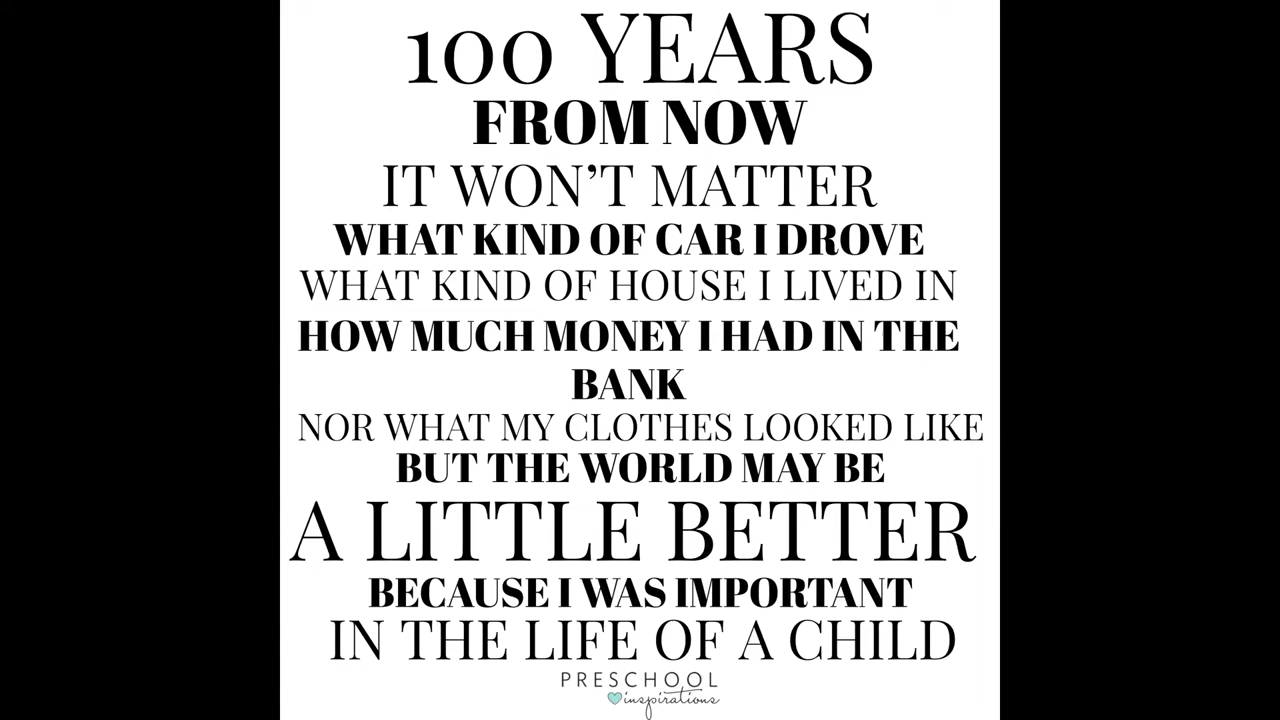 100 YEARS
FROM NOW
IT WON'T MATTER
WHAT KIND OF CAR I DROVE
WHAT KIND OF HOUSE I LIVED IN
HOW MUCH MONEY I HAD IN THE
BANK
NOR WHAT MY CLOTHES LOOKED LIKE
BUT THE WORLD MAY BE
A LITTLE BETTER
BECAUSE I WAS IMPORTANT
IN THE LIFE OF A CHILD
PRESCHOOL
inspirations